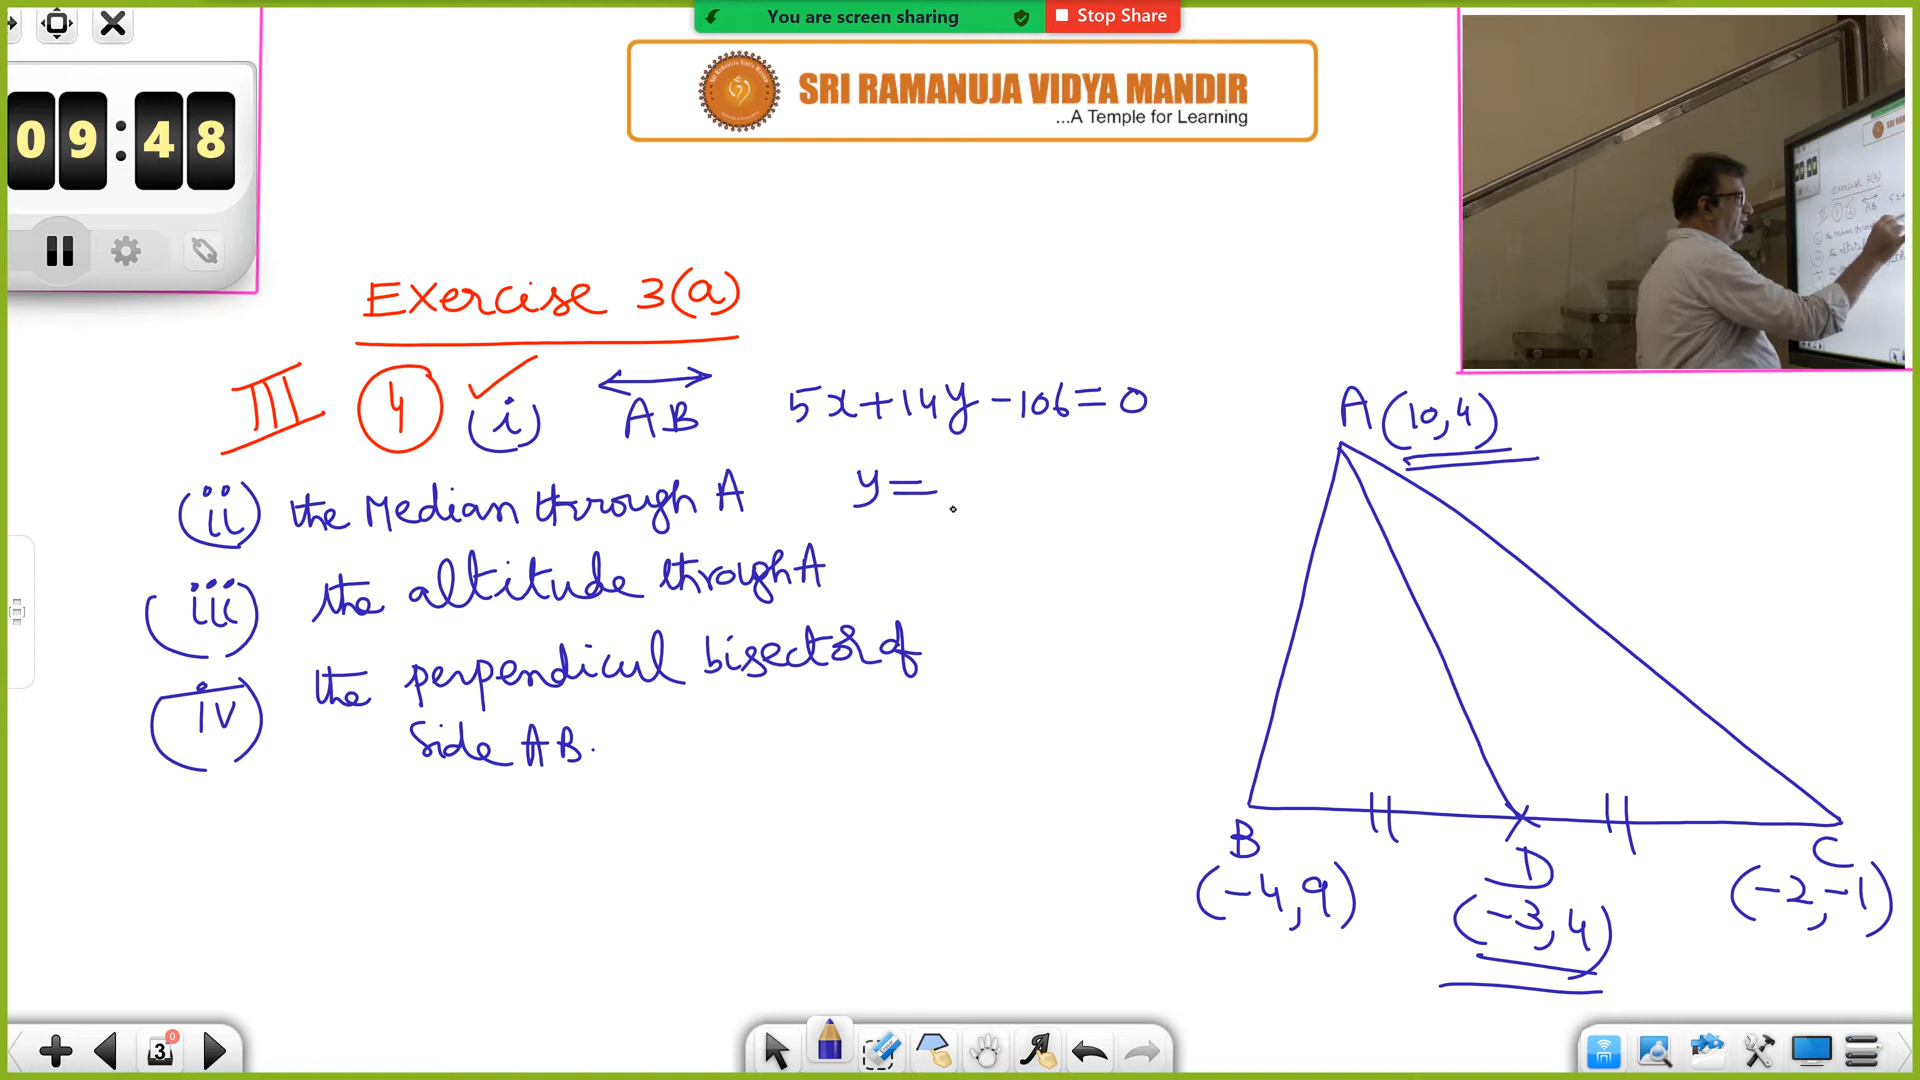 You are screen sharing
Stop Share
SRI RAMANUJA VIDYA MANDIR
...A Temple for Learning
09:48
Exercise 3(a)
III 4 (i) AB 5x+14y-106=0
(ii) the Median through A y=
(iii) the altitude through A
(iv) the perpendicul bisector of
side AB.
A(10,4)
B
(-4,9)
D
(-3,4)
C
(-2,-1)
3
0